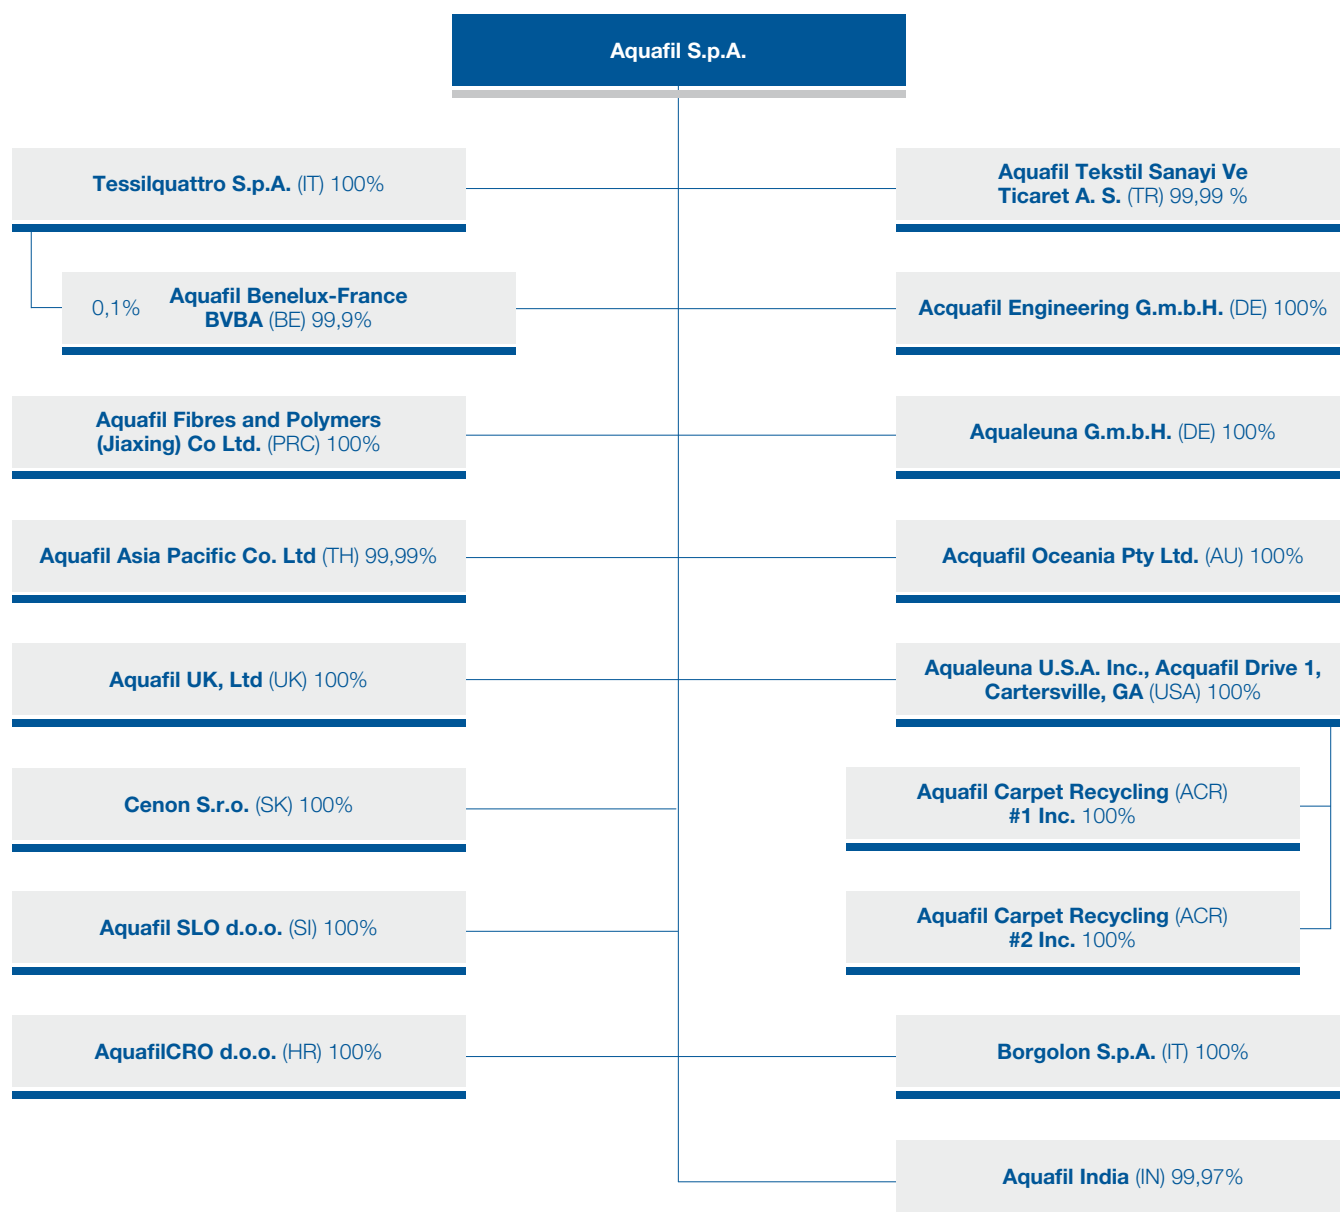 Aquafil S.p.A.
Tessilquattro S.p.A. (IT) 100%
Aquafil Tekstil Sanayi Ve
Ticaret A. S. (TR) 99,99 %
0,1%
Aquafil Benelux-France
BVBA (BE) 99,9%
Acquafil Engineering G.m.b.H. (DE) 100%
Aquafil Fibres and Polymers
(Jiaxing) Co Ltd. (PRC) 100%
Aqualeuna G.m.b.H. (DE) 100%
Aquafil Asia Pacific Co. Ltd (TH) 99,99%
Acquafil Oceania Pty Ltd. (AU) 100%
Aquafil UK, Ltd (UK) 100%
Aqualeuna U.S.A. Inc., Acquafil Drive 1,
Cartersville, GA (USA) 100%
Cenon S.r.o. (SK) 100%
Aquafil Carpet Recycling (ACR)
#1 Inc. 100%
Aquafil SLO d.o.o. (SI) 100%
Aquafil Carpet Recycling (ACR)
#2 Inc. 100%
AquafilCRO d.o.o. (HR) 100%
Borgolon S.p.A. (IT) 100%
Aquafil India (IN) 99,97%